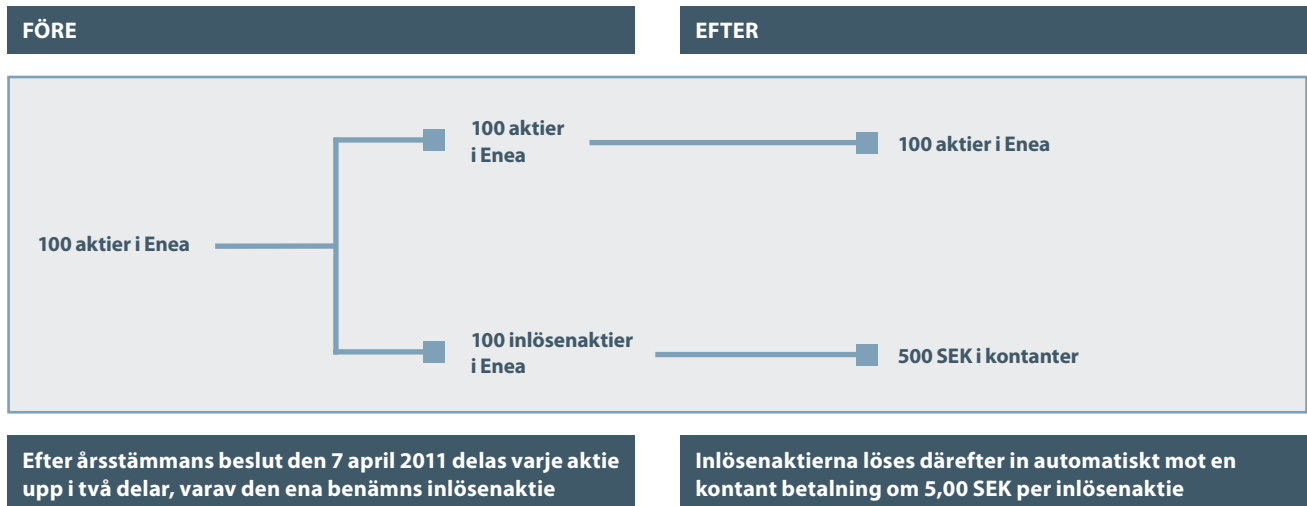 FÖRE
EFTER
100 aktier i Enea
100 aktier
i Enea
100 aktier i Enea
100 inlösenaktier
i Enea
500 SEK i kontanter
Efter årsstämmans beslut den 7 april 2011 delas varje aktie
upp i två delar, varav den ena benämns inlösenaktie
Inlösenaktierna löses därefter in automatiskt mot en
kontant betalning om 5,00 SEK per inlösenaktie